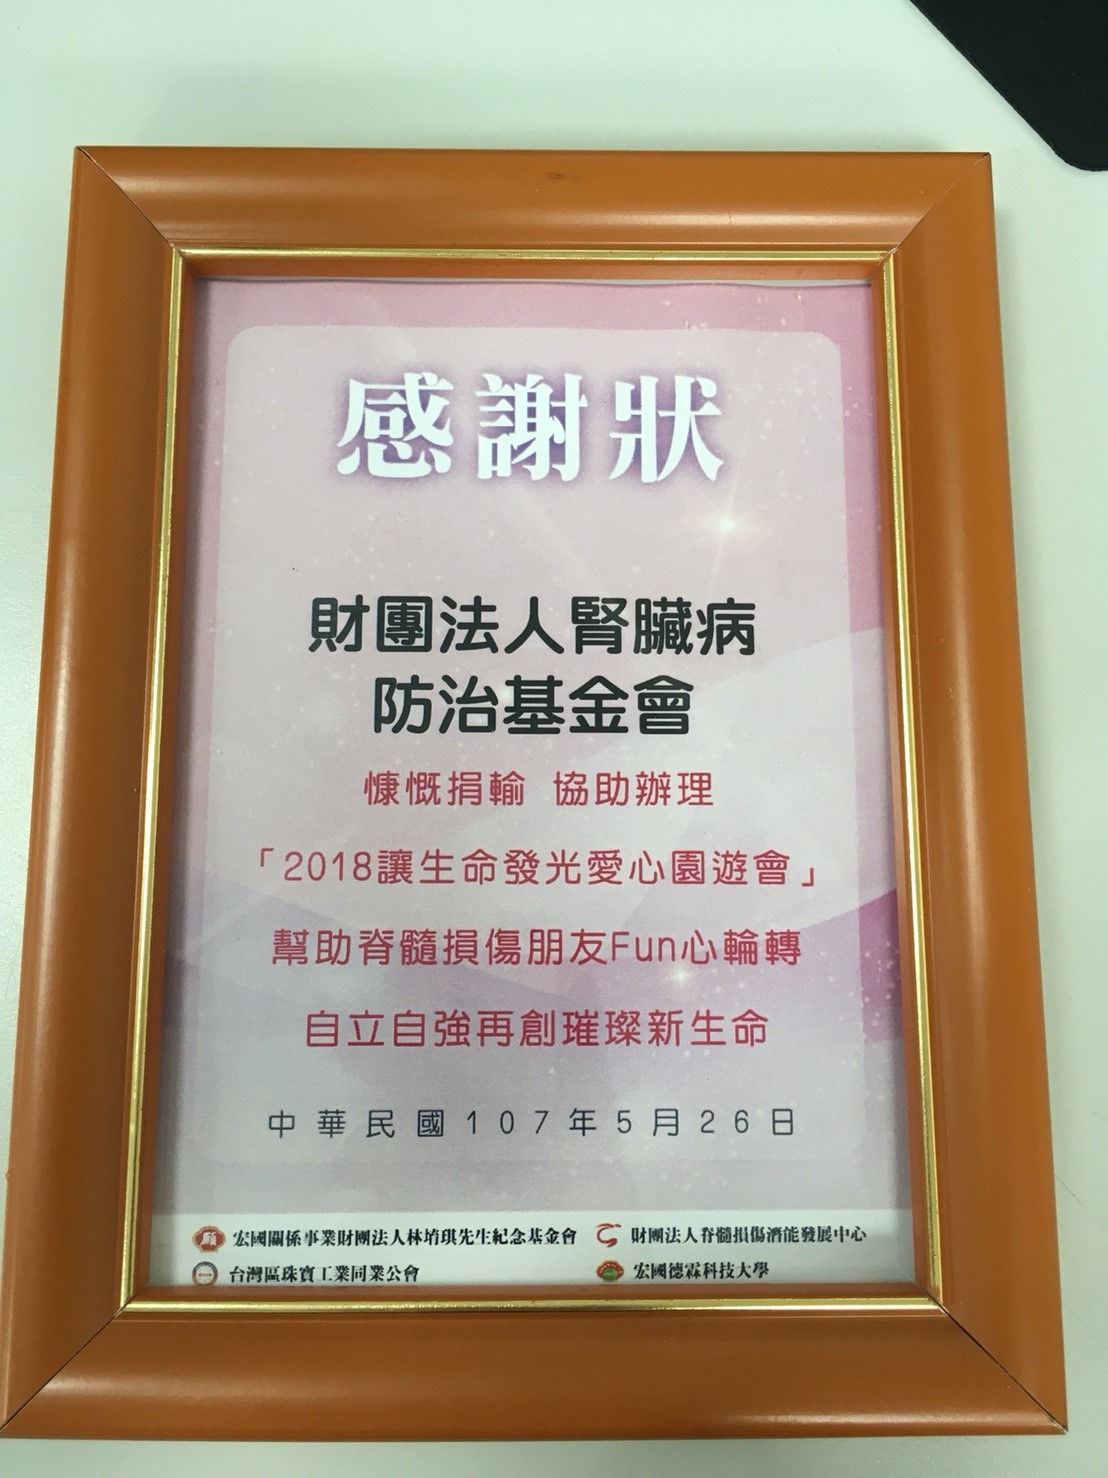 感謝狀
財團法人腎臟病
防治基金會
慷慨捐輸 協助辦理
「2018讓生命發光愛心園遊會」
幫助脊髓損傷朋友Fun心輪轉
自立自強再創璀璨新生命
中華民國107年5月26日
宏國關係事業財團法人林堉琪先生紀念基金會 財團法人脊髓損傷潛能發展中心
台灣區珠寶工業同業公會 宏國德霖科技大學